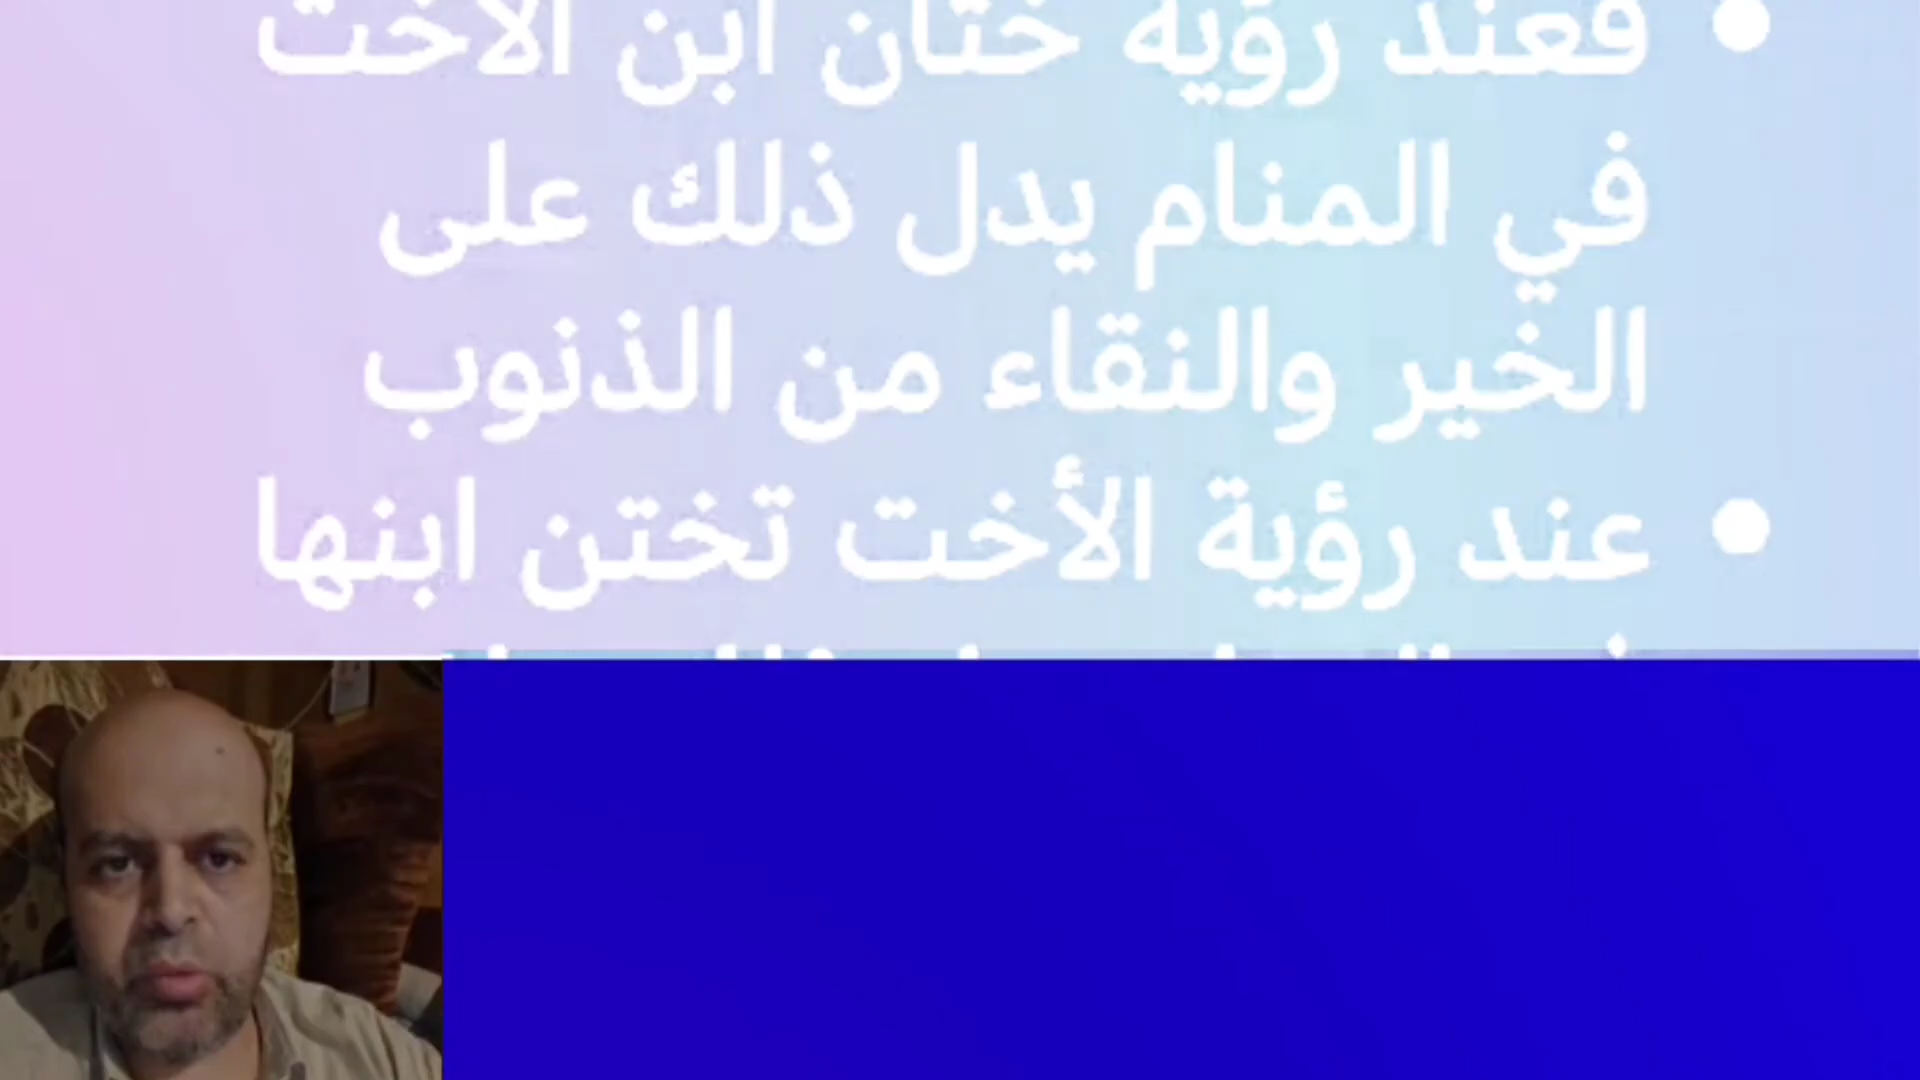 • فعند رؤية ختان ابن الأخت
في المنام يدل ذلك على
الخير والنقاء من الذنوب
• عند رؤية الأخت تختن ابنها